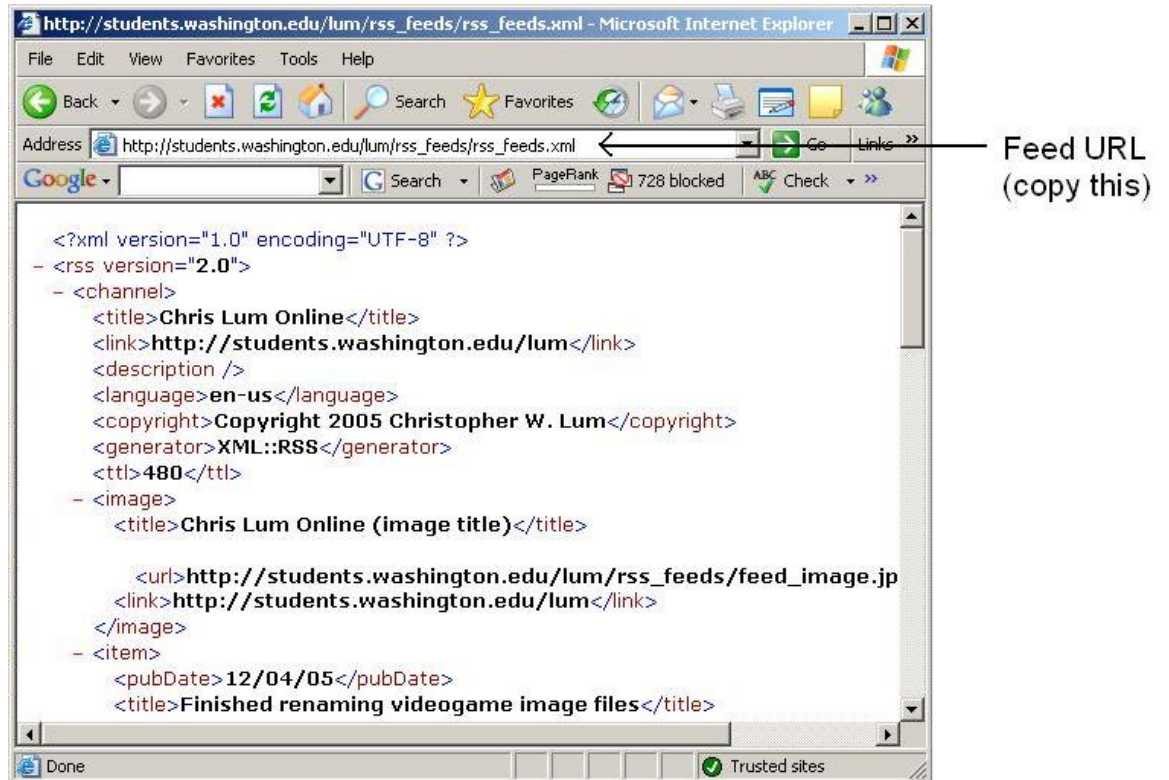 http://students.washington.edu/lum/rss_feeds/rss_feeds.xml - Microsoft Internet Explorer
File Edit View Favorites Tools Help
Back Search Favorites
Address http://students.washington.edu/lum/rss_feeds/rss_feeds.xml Go Links »
Feed URL
(copy this)
Google G Search PageRank 728 blocked ABC Check »
<?xml version="1.0" encoding="UTF-8" ?>
- <rss version="2.0">
- <channel>
<title>Chris Lum Online</title>
<link>http://students.washington.edu/lum</link>
<description />
<language>en-us</language>
<copyright>Copyright 2005 Christopher W. Lum</copyright>
<generator>XML::RSS</generator>
<ttl>480</ttl>
- <image>
<title>Chris Lum Online (image title)</title>
<url>http://students.washington.edu/lum/rss_feeds/feed_image.jp
<link>http://students.washington.edu/lum</link>
</image>
- <item>
<pubDate>12/04/05</pubDate>
<title>Finished renaming videogame image files</title>
Done Trusted sites